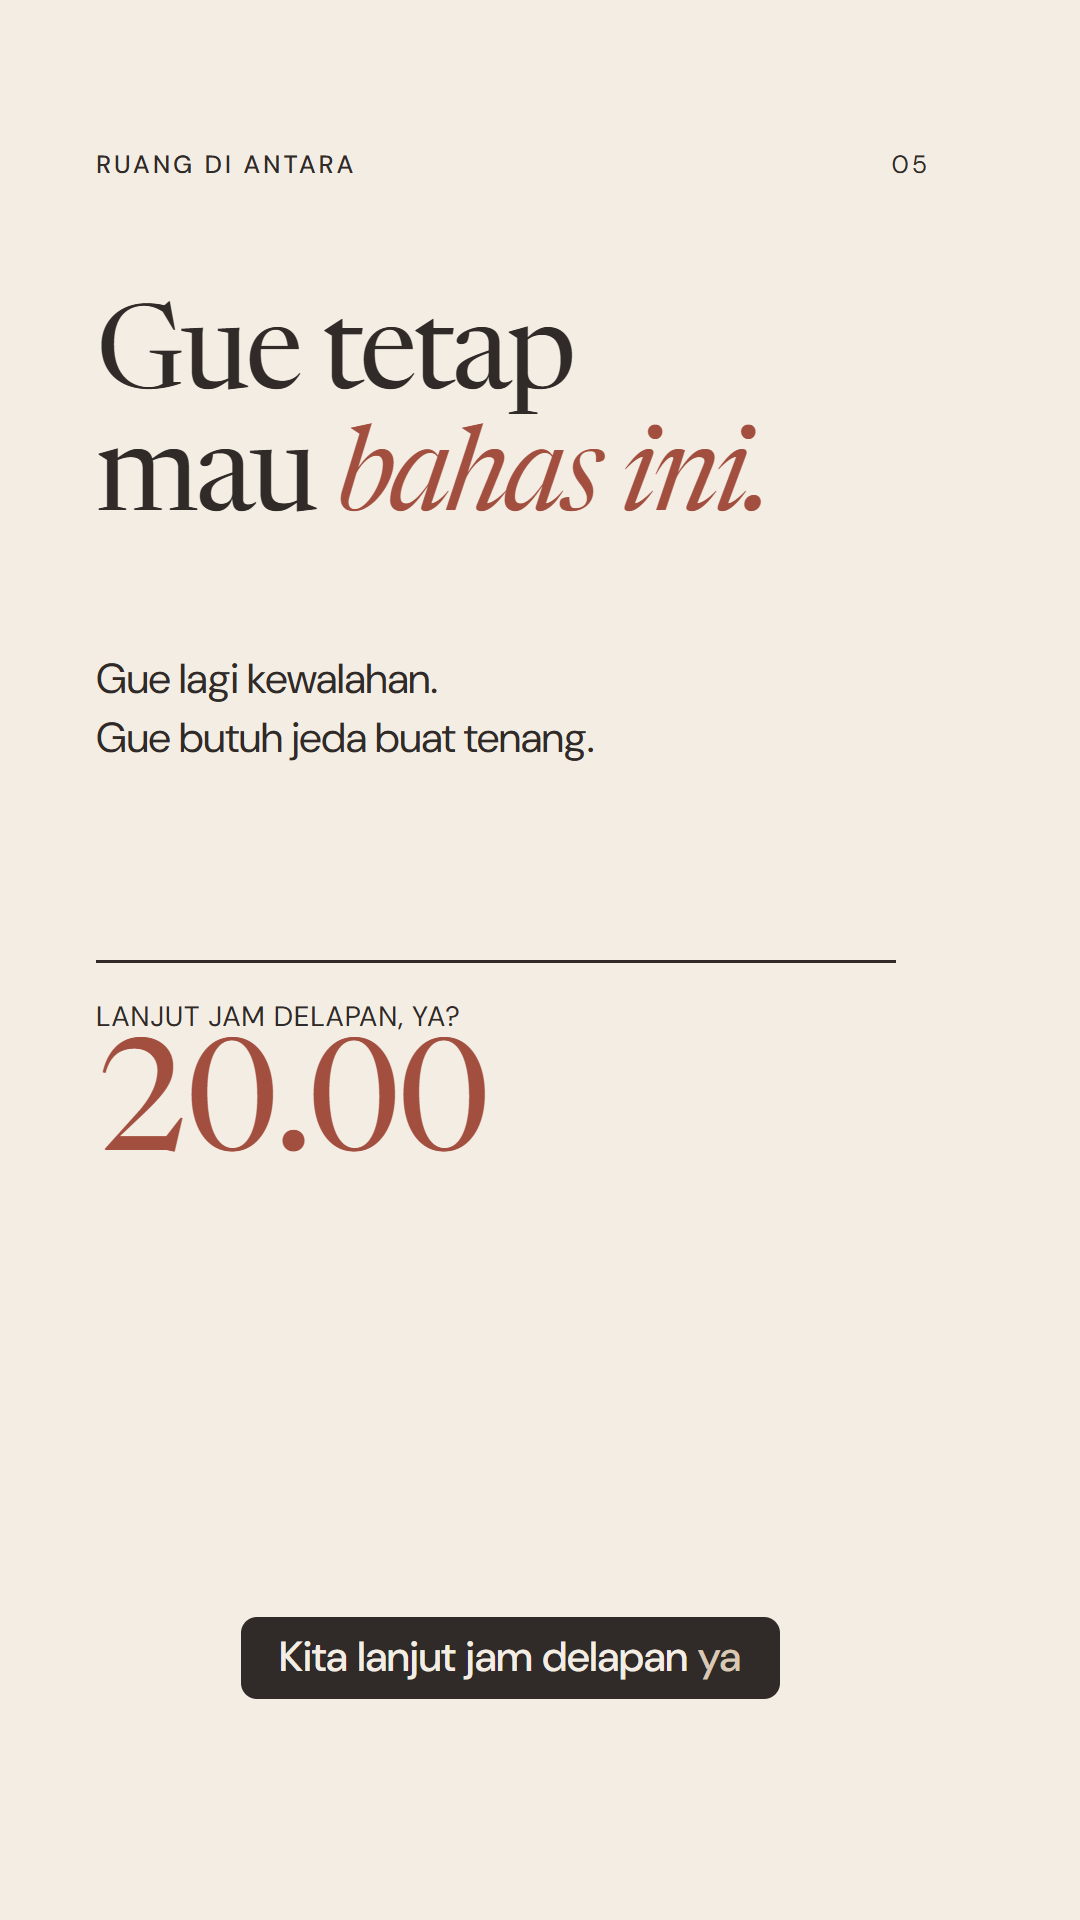 RUANG DI ANTARA
05
Gue tetap
mau bahas ini.
Gue lagi kewalahan.
Gue butuh jeda buat tenang.
LANJUT JAM DELAPAN, YA?
20.00
Kita lanjut jam delapan ya